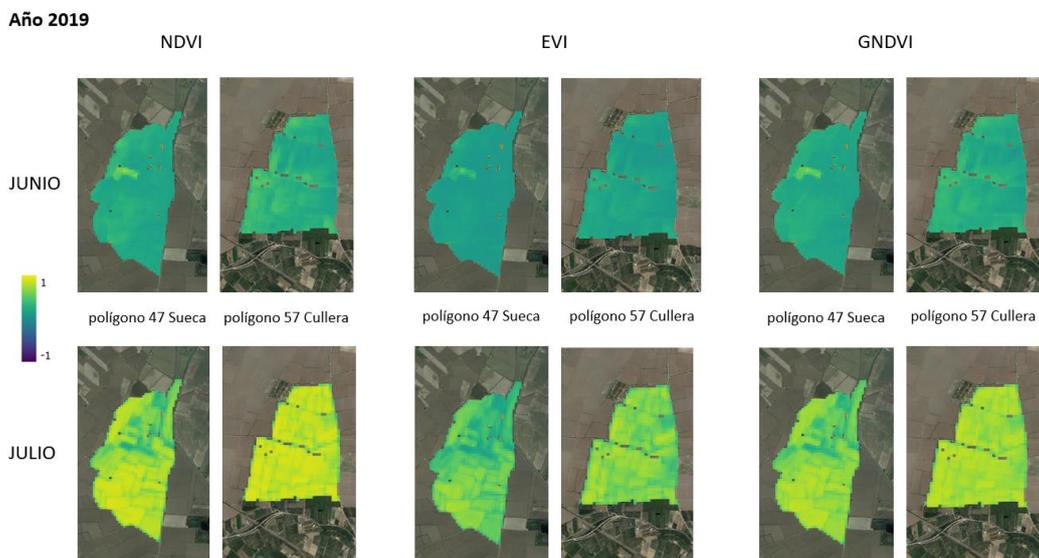 Año 2019
NDVI EVI GNDVI
JUNIO
1
-1
polígono 47 Sueca polígono 57 Cullera polígono 47 Sueca polígono 57 Cullera polígono 47 Sueca polígono 57 Cullera
JULIO